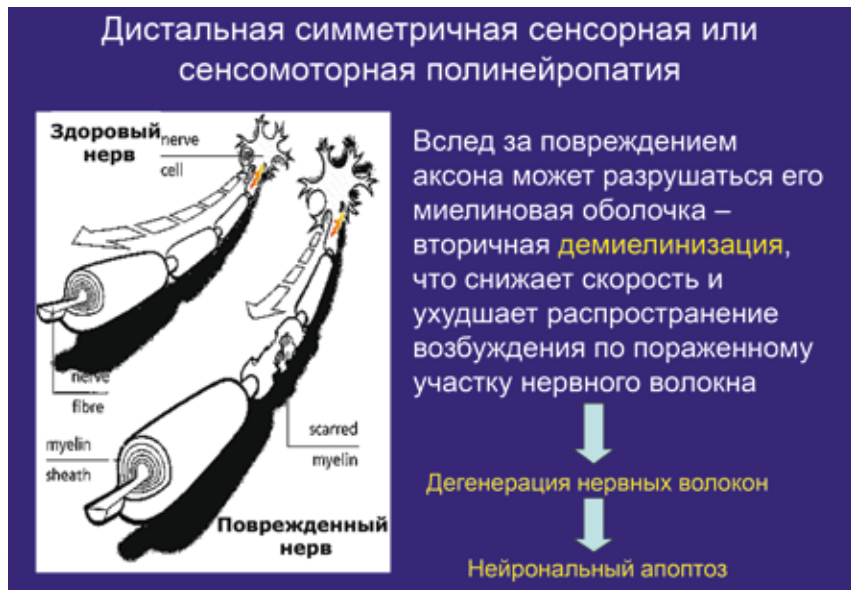 Дистальная симметричная сенсорная или
сенсомоторная полинейропатия
Здоровый
нерв
nerve
cell
nerve
fibre
myelin
sheath
scarred
myelin
Поврежденный
нерв
Вслед за повреждением
аксона может разрушаться его
миелиновая оболочка –
вторичная демиелинизация,
что снижает скорость и
ухудшает распространение
возбуждения по пораженному
участку нервного волокна
Дегенерация нервных волокон
Нейрональный апоптоз